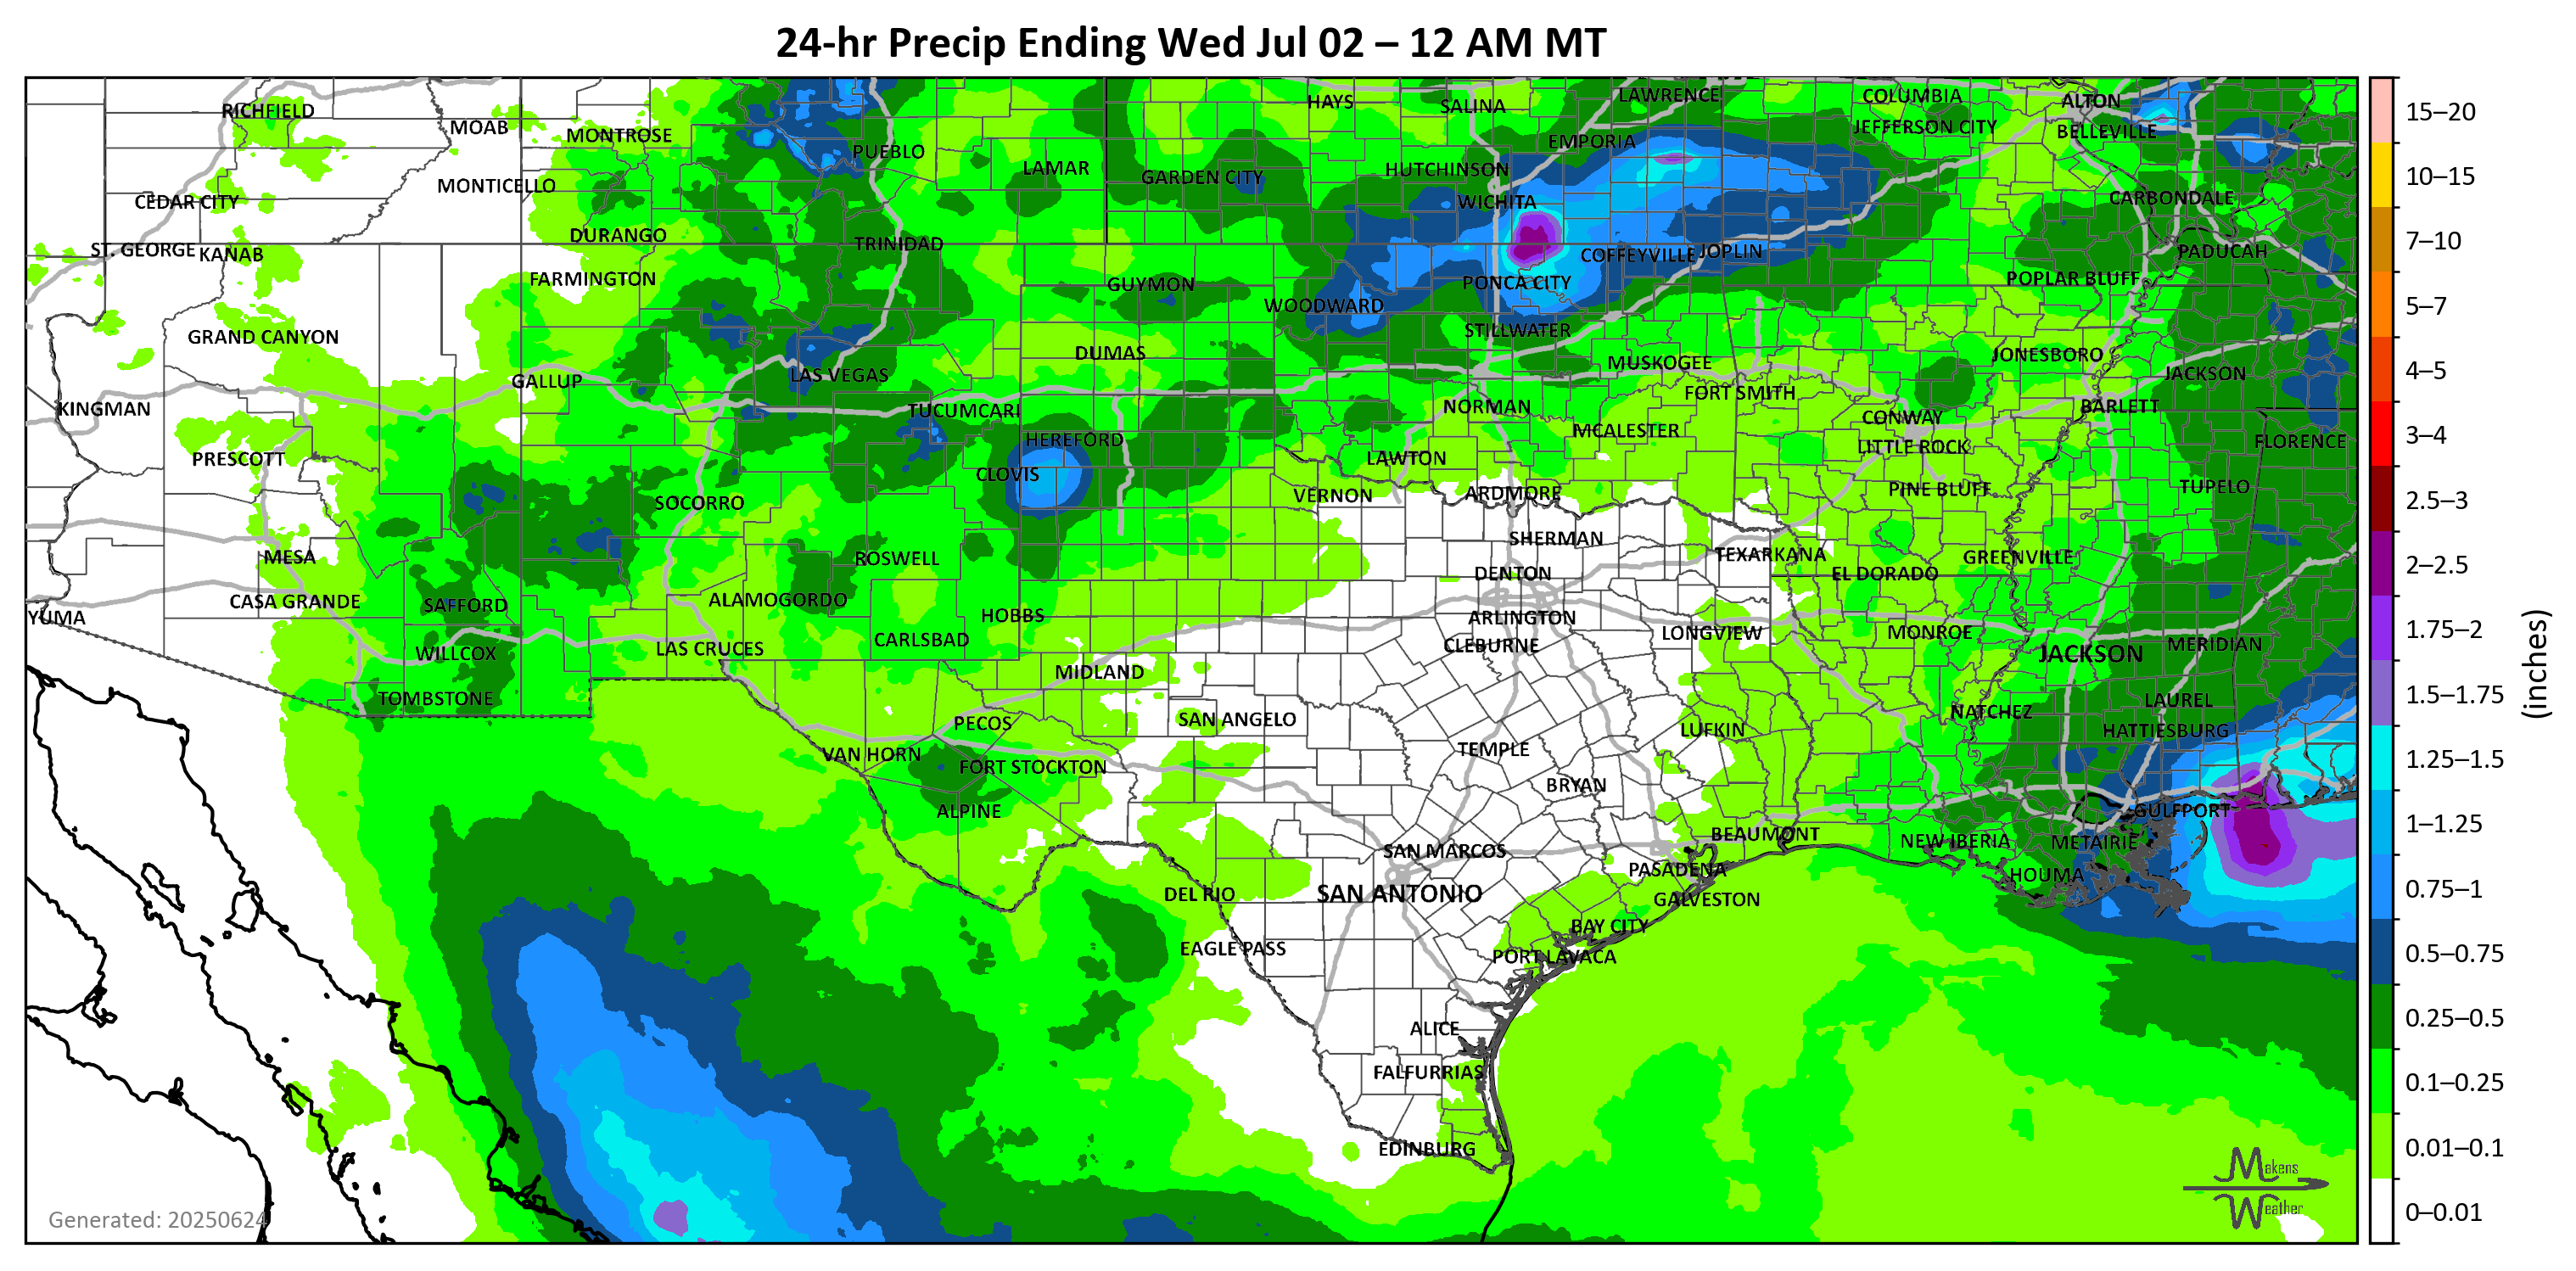 24-hr Precip Ending Wed Jul 02 – 12 AM MT
RICHFIELD
MOAB
MONTROSE
PUEBLO
LAMAR
HAYS
SALINA
LAWRENCE
COLUMBIA
ALTON
JEFFERSON CITY
BELLEVILLE
EMPORIA
HUTCHINSON
GARDEN CITY
MONTICELLO
CEDAR CITY
WICHITA
CARBONDALE
DURANGO
TRINIDAD
ST. GEORGE
KANAB
COFFEYVILLE
JOPLIN
PADUCAH
FARMINGTON
GUYMON
PONCA CITY
POPLAR BLUFF
WOODWARD
STILLWATER
GRAND CANYON
DUMAS
MUSKOGEE
JONESBORO
GALLUP
LAS VEGAS
FORT SMITH
JACKSON
KINGMAN
TUCUMCARI
NORMAN
CONWAY
BARLETT
HEREFORD
MCALESTER
LITTLE ROCK
FLORENCE
PRESCOTT
CLOVIS
LAWTON
SOCORRO
VERNON
ARDMORE
PINE BLUFF
TUPELO
SHERMAN
MESA
ROSWELL
TEXARKANA
GREENVILLE
DENTON
EL DORADO
CASA GRANDE
SAFFORD
ALAMOGORDO
HOBBS
ARLINGTON
YUMA
CARLSBAD
CLEBURNE
LONGVIEW
MONROE
WILLCOX
LAS CRUCES
JACKSON
MERIDIAN
MIDLAND
TOMBSTONE
LAUREL
PECOS
SAN ANGELO
LUFKIN
NATCHEZ
HATTIESBURG
VAN HORN
FORT STOCKTON
TEMPLE
BRYAN
ALPINE
GULFPORT
BEAUMONT
NEW IBERIA
METAIRIE
SAN MARCOS
PASADENA
HOUMA
DEL RIO
SAN ANTONIO
GALVESTON
BAY CITY
EAGLE PASS
PORT LAVACA
ALICE
FALFURRIAS
EDINBURG
Generated: 20250624
Makens
Weather
15–20
10–15
7–10
5–7
4–5
3–4
2.5–3
2–2.5
1.75–2
1.5–1.75
1.25–1.5
1–1.25
0.75–1
0.5–0.75
0.25–0.5
0.1–0.25
0.01–0.1
0–0.01
(inches)